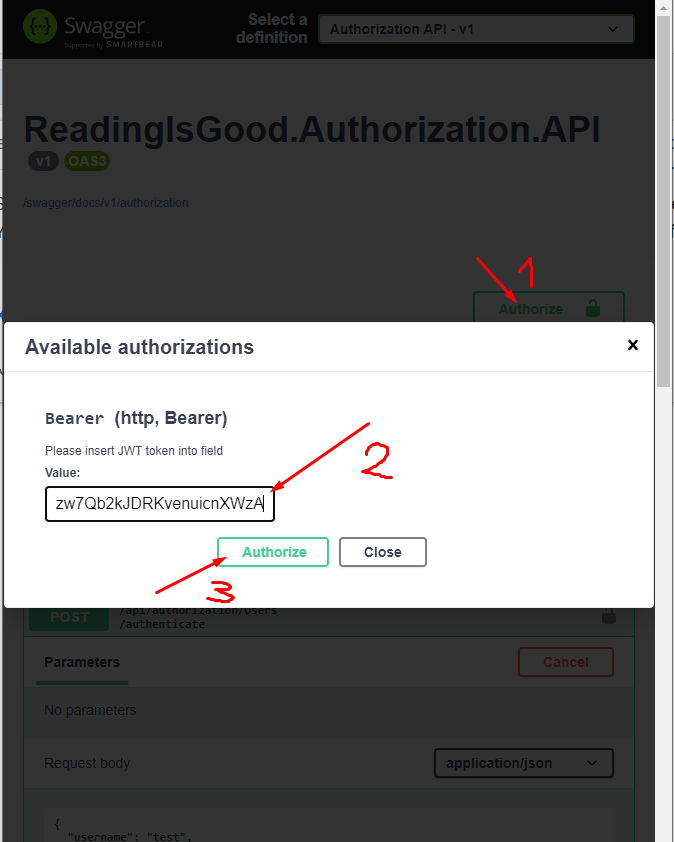 Swagger
Supported by SMARTBEAR
Select a
definition
Authorization API - v1
ReadingIsGood.Authorization.API
v1 OAS3
/swagger/docs/v1/authorization
1
Authorize
Available authorizations
Bearer (http, Bearer)
Please insert JWT token into field
Value:
2
zw7Qb2kJDRKvenuicnXWzA
Authorize Close
3
POST /api/authorization/Users
/authenticate
Parameters Cancel
No parameters
Request body application/json
{
"username": "test",